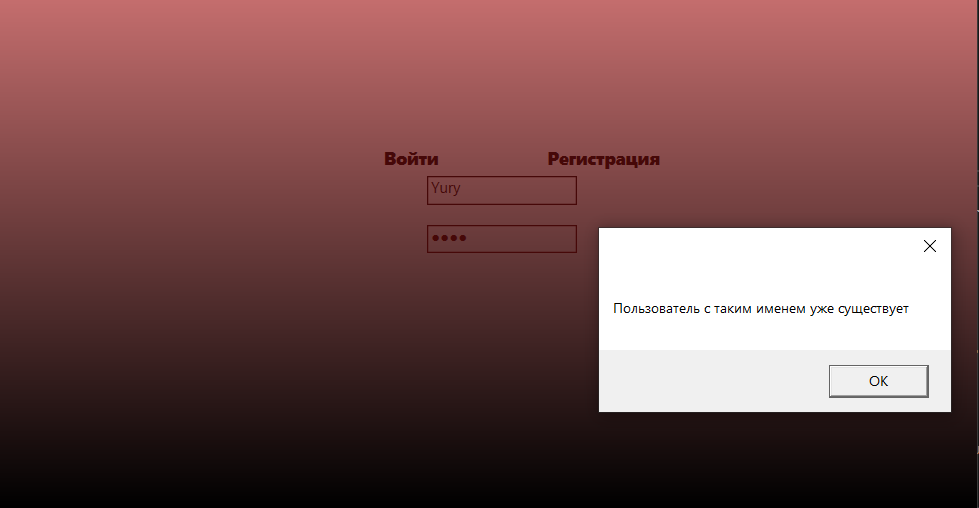 Войти Регистрация
Yury
••••
Пользователь с таким именем уже существует
OK